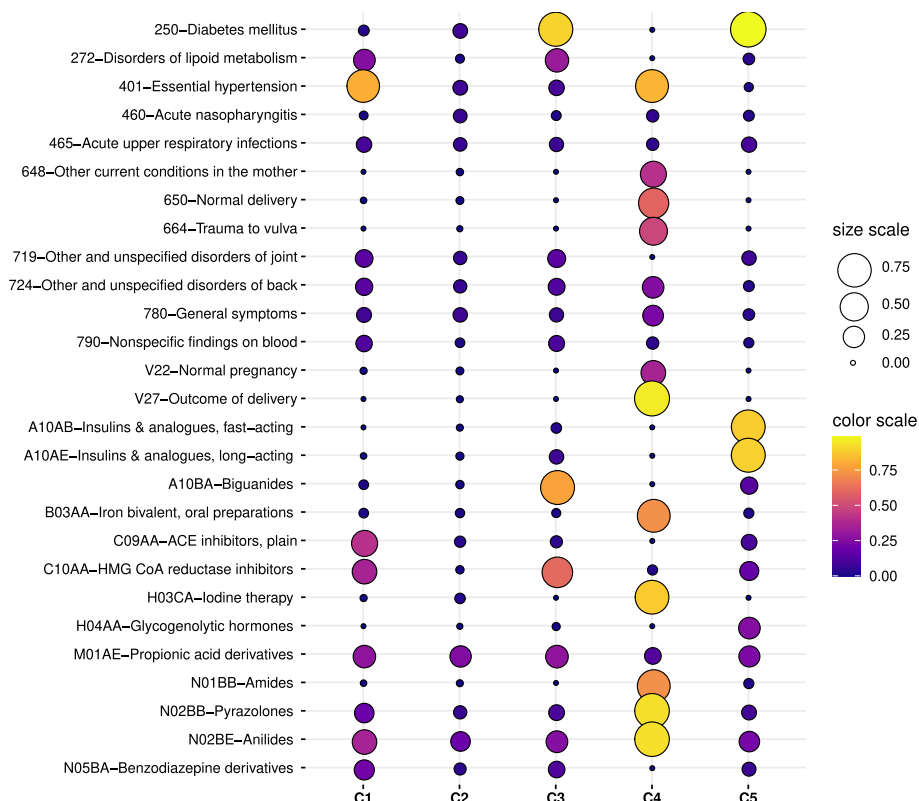 250–Diabetes mellitus
272–Disorders of lipoid metabolism
401–Essential hypertension
460–Acute nasopharyngitis
465–Acute upper respiratory infections
648–Other current conditions in the mother
650–Normal delivery
664–Trauma to vulva
719–Other and unspecified disorders of joint
724–Other and unspecified disorders of back
780–General symptoms
790–Nonspecific findings on blood
V22–Normal pregnancy
V27–Outcome of delivery
A10AB–Insulins & analogues, fast–acting
A10AE–Insulins & analogues, long–acting
A10BA–Biguanides
B03AA–Iron bivalent, oral preparations
C09AA–ACE inhibitors, plain
C10AA–HMG CoA reductase inhibitors
H03CA–Iodine therapy
H04AA–Glycogenolytic hormones
M01AE–Propionic acid derivatives
N01BB–Amides
N02BB–Pyrazolones
N02BE–Anilides
N05BA–Benzodiazepine derivatives
C1 C2 C3 C4 C5
size scale
0.75
0.50
0.25
0.00
color scale
0.75
0.50
0.25
0.00